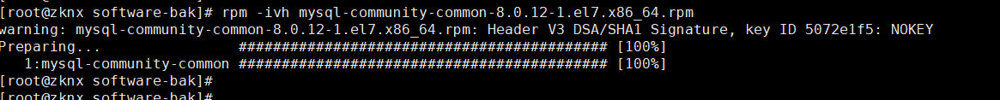 [root@zknx software-bak]# rpm -ivh mysql-community-common-8.0.12-1.el7.x86_64.rpm
warning: mysql-community-common-8.0.12-1.el7.x86_64.rpm: Header V3 DSA/SHA1 Signature, key ID 5072e1f5: NOKEY
Preparing...                ########################################### [100%]
   1:mysql-community-common ########################################### [100%]
[root@zknx software-bak]#
[root@zknx software-bak]#